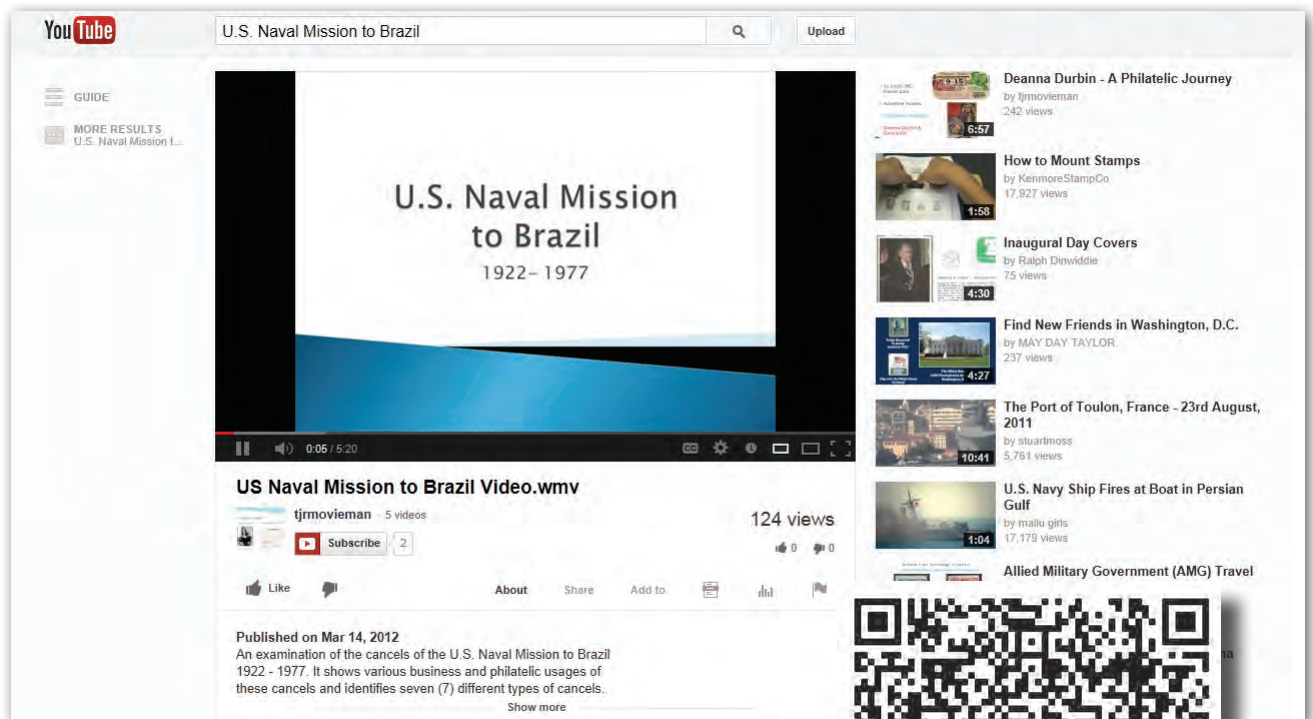 You Tube
U.S. Naval Mission to Brazil
Upload
GUIDE
MORE RESULTS
U.S. Naval Mission t...
U.S. Naval Mission
to Brazil
1922– 1977
0:05 / 5:20
CC
US Naval Mission to Brazil Video.wmv
tjrmovieman · 5 videos
Subscribe 2
124 views
0 0
Like
About Share Add to
Published on Mar 14, 2012
An examination of the cancels of the U.S. Naval Mission to Brazil
1922 - 1977. It shows various business and philatelic usages of
these cancels and identifies seven (7) different types of cancels.
Show more
Deanna Durbin - A Philatelic Journey
by tjrmovieman
242 views
6:57
How to Mount Stamps
by KenmoreStampCo
17,927 views
1:58
Inaugural Day Covers
by Ralph Dinwiddie
75 views
4:30
Find New Friends in Washington, D.C.
by MAY DAY TAYLOR
237 views
4:27
The Port of Toulon, France - 23rd August,
2011
by stuartmoss
5,761 views
10:41
U.S. Navy Ship Fires at Boat in Persian
Gulf
by mallu girls
17,179 views
1:04
Allied Military Government (AMG) Travel